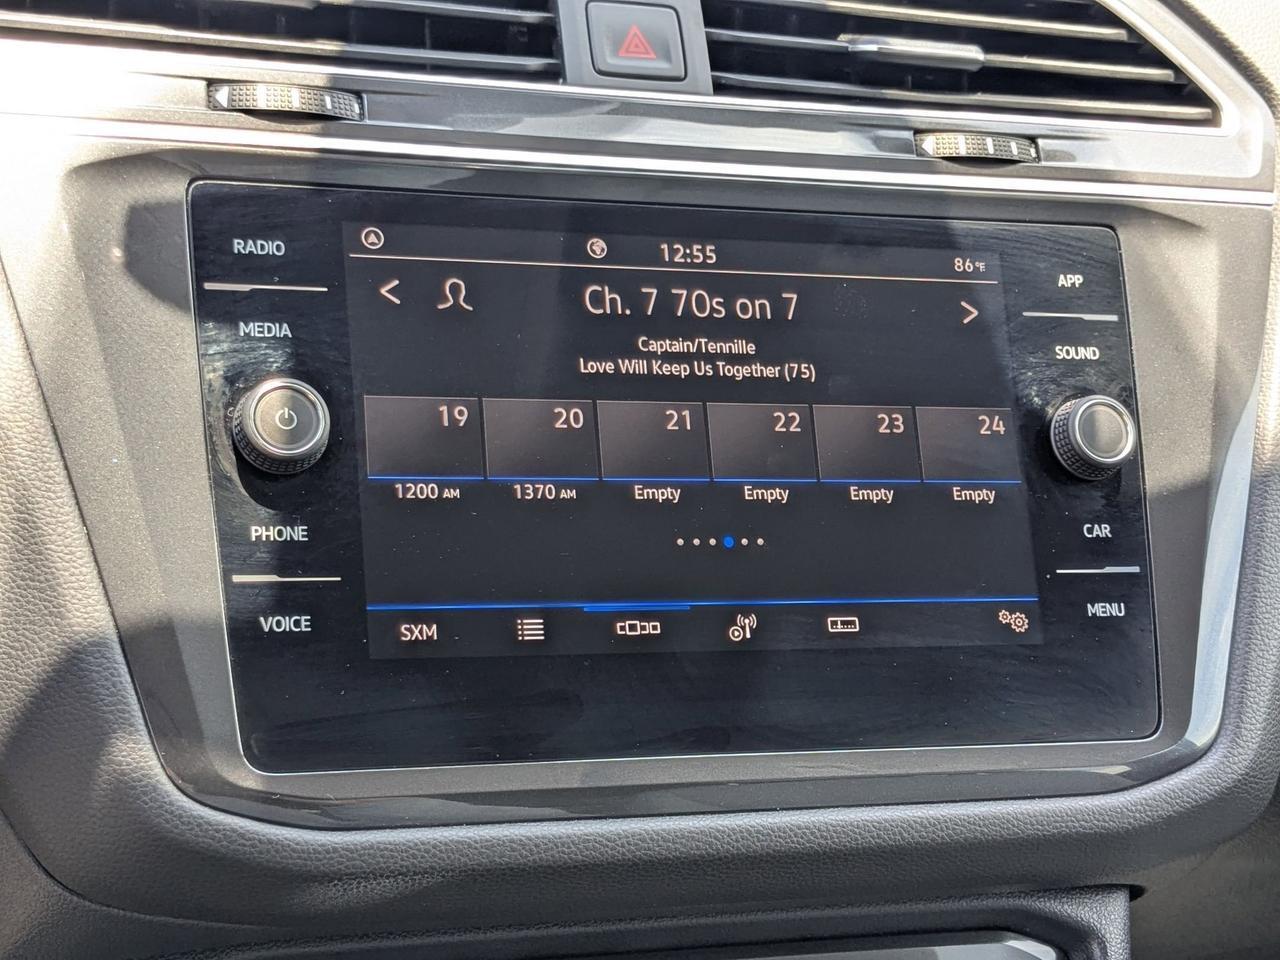 RADIO
MEDIA
PHONE
VOICE
12:55
86°F
Ch. 7 70s on 7
Captain/Tennille
Love Will Keep Us Together (75)
19 20 21 22 23 24
1200 AM 1370 AM Empty Empty Empty Empty
SXM
APP
SOUND
CAR
MENU